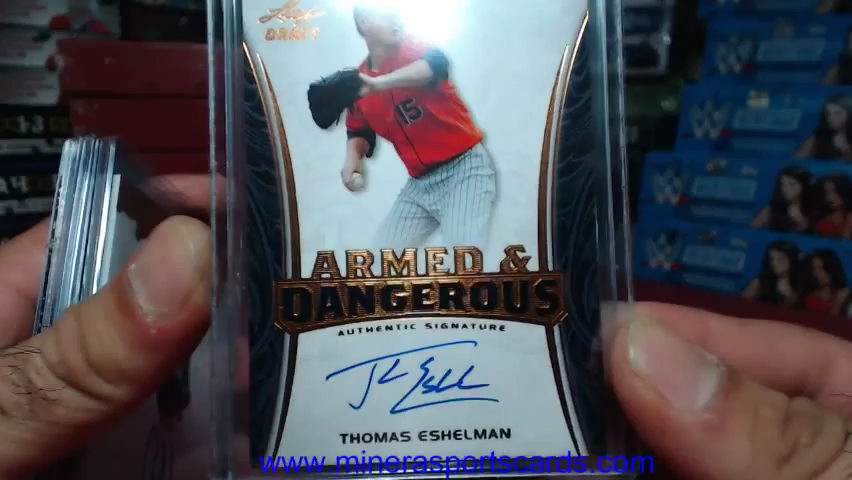 Leaf
DRAFT
15
ARMED &
DANGEROUS
AUTHENTIC SIGNATURE
THOMAS ESHELMAN
www.minerasportscards.com